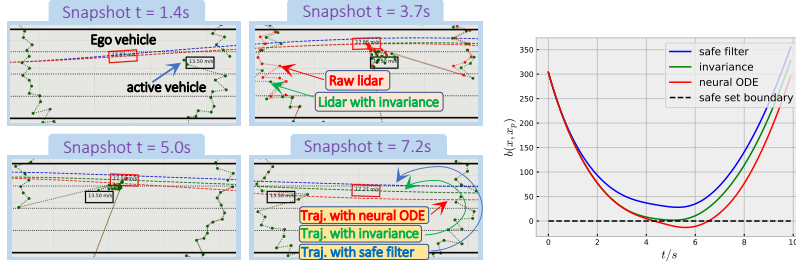 Snapshot t = 1.4s
Ego vehicle
13.50 m/s
active vehicle
Snapshot t = 3.7s
17.66 m/s
Raw lidar
Lidar with invariance
Snapshot t = 5.0s
13.50 m/s
Snapshot t = 7.2s
13.50 m/s
Traj. with neural ODE
Traj. with invariance
Traj. with safe filter
safe filter
invariance
neural ODE
safe set boundary
b(x, x_p)
350
300
250
200
150
100
50
0
0
2
4
6
8
10
t/s